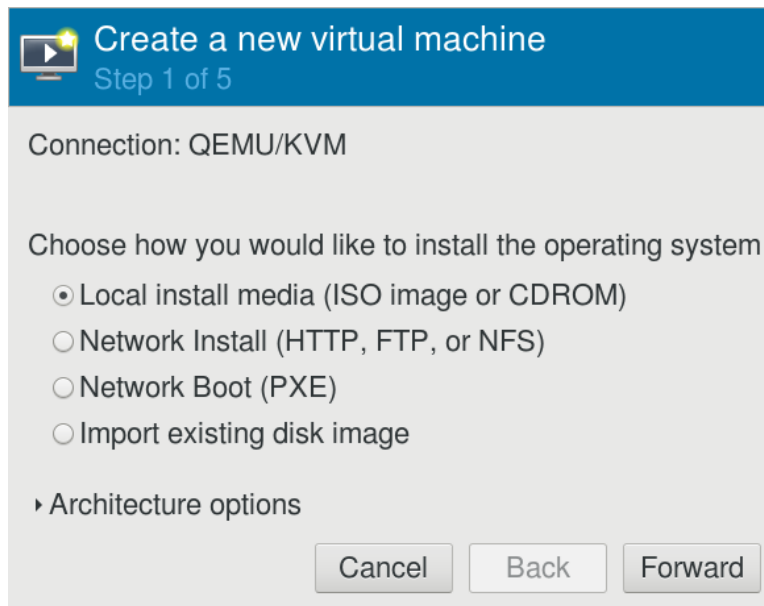 Create a new virtual machine
Step 1 of 5
Connection: QEMU/KVM
Choose how you would like to install the operating system
Local install media (ISO image or CDROM)
Network Install (HTTP, FTP, or NFS)
Network Boot (PXE)
Import existing disk image
Architecture options
Cancel Back Forward